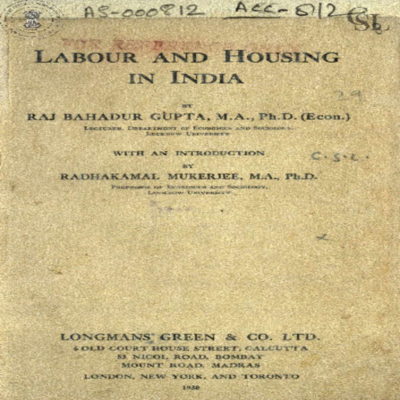 AS-000812 ACC-
FOR REFERENCE
LABOUR AND HOUSING
IN INDIA
BY
RAJ BAHADUR GUPTA, M.A., Ph.D. (Econ.)
LECTURER, DEPARTMENT OF ECONOMICS AND SOCIOLOGY,
LUCKNOW UNIVERSITY
WITH AN INTRODUCTION
BY
RADHAKAMAL MUKERJEE, M.A., Ph.D.
PROFESSOR OF ECONOMICS AND SOCIOLOGY,
LUCKNOW UNIVERSITY.
LONGMANS GREEN & CO. LTD.
6 OLD COURT HOUSE STREET, CALCUTTA
53 NICOL ROAD, BOMBAY
MOUNT ROAD, MADRAS
LONDON, NEW YORK, AND TORONTO
1930